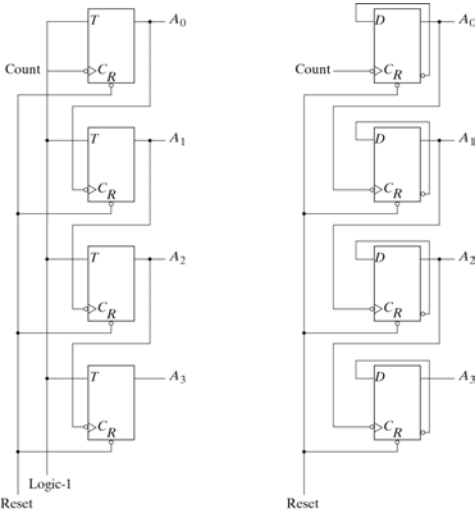 T A0
Count C R
T A1
C R
T A2
C R
T A3
C R
Logic-1
Reset
D A0
Count C R
D A1
C R
D A2
C R
D A3
C R
Reset